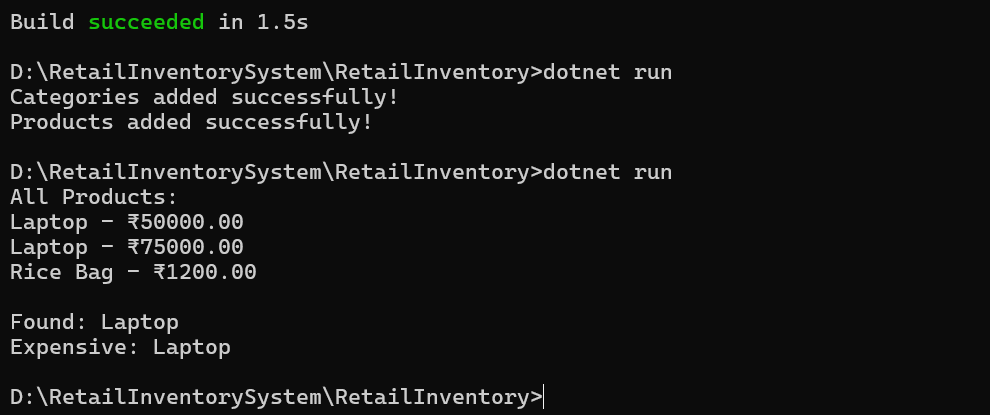 Build succeeded in 1.5s
D:\RetailInventorySystem\RetailInventory>dotnet run
Categories added successfully!
Products added successfully!
D:\RetailInventorySystem\RetailInventory>dotnet run
All Products:
Laptop - ₹50000.00
Laptop - ₹75000.00
Rice Bag - ₹1200.00
Found: Laptop
Expensive: Laptop
D:\RetailInventorySystem\RetailInventory>